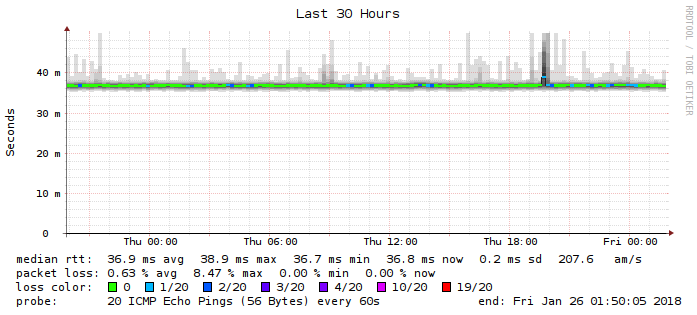 Last 30 Hours
RRDTOOL / TOBI OETIKER
Seconds
40 m
30 m
20 m
10 m
0
Thu 00:00 Thu 06:00 Thu 12:00 Thu 18:00 Fri 00:00
median rtt: 36.9 ms avg 38.9 ms max 36.7 ms min 36.8 ms now 0.2 ms sd 207.6 am/s
packet loss: 0.63 % avg 8.47 % max 0.00 % min 0.00 % now
loss color: 0 1/20 2/20 3/20 4/20 10/20 19/20
probe: 20 ICMP Echo Pings (56 Bytes) every 60s end: Fri Jan 26 01:50:05 2018